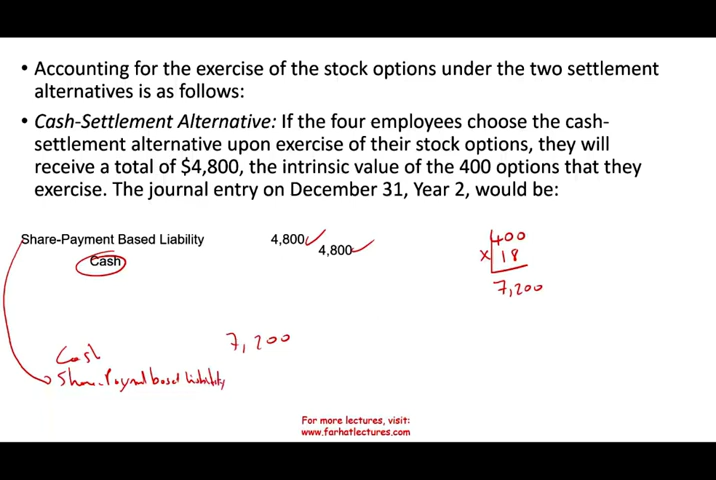 • Accounting for the exercise of the stock options under the two settlement
alternatives is as follows:
• Cash-Settlement Alternative: If the four employees choose the cash-
settlement alternative upon exercise of their stock options, they will
receive a total of $4,800, the intrinsic value of the 400 options that they
exercise. The journal entry on December 31, Year 2, would be:
Share-Payment Based Liability 4,800
Cash 4,800
400
x 18
7,200
Cash 7,200
Share-Payment based Liability
For more lectures, visit:
www.farhatlectures.com